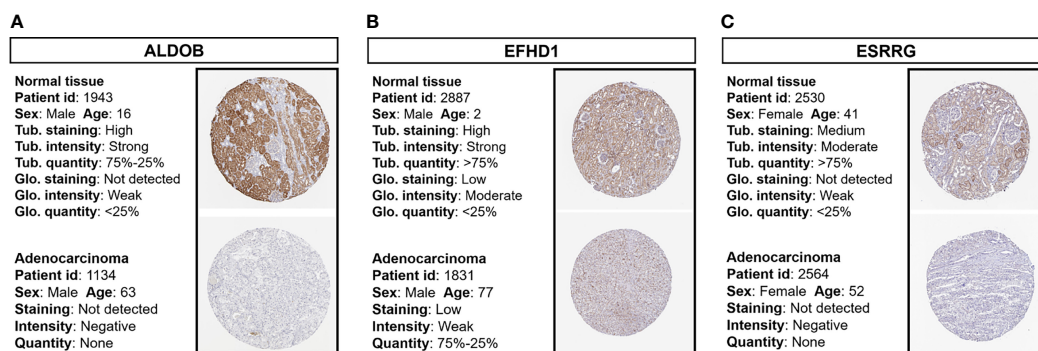 A
ALDOB
Normal tissue
Patient id: 1943
Sex: Male Age: 16
Tub. staining: High
Tub. intensity: Strong
Tub. quantity: 75%-25%
Glo. staining: Not detected
Glo. intensity: Weak
Glo. quantity: <25%
Adenocarcinoma
Patient id: 1134
Sex: Male Age: 63
Staining: Not detected
Intensity: Negative
Quantity: None
B
EFHD1
Normal tissue
Patient id: 2887
Sex: Male Age: 2
Tub. staining: High
Tub. intensity: Strong
Tub. quantity: >75%
Glo. staining: Low
Glo. intensity: Moderate
Glo. quantity: <25%
Adenocarcinoma
Patient id: 1831
Sex: Male Age: 77
Staining: Low
Intensity: Weak
Quantity: 75%-25%
C
ESRRG
Normal tissue
Patient id: 2530
Sex: Female Age: 41
Tub. staining: Medium
Tub. intensity: Moderate
Tub. quantity: >75%
Glo. staining: Not detected
Glo. intensity: Weak
Glo. quantity: <25%
Adenocarcinoma
Patient id: 2564
Sex: Female Age: 52
Staining: Not detected
Intensity: Negative
Quantity: None